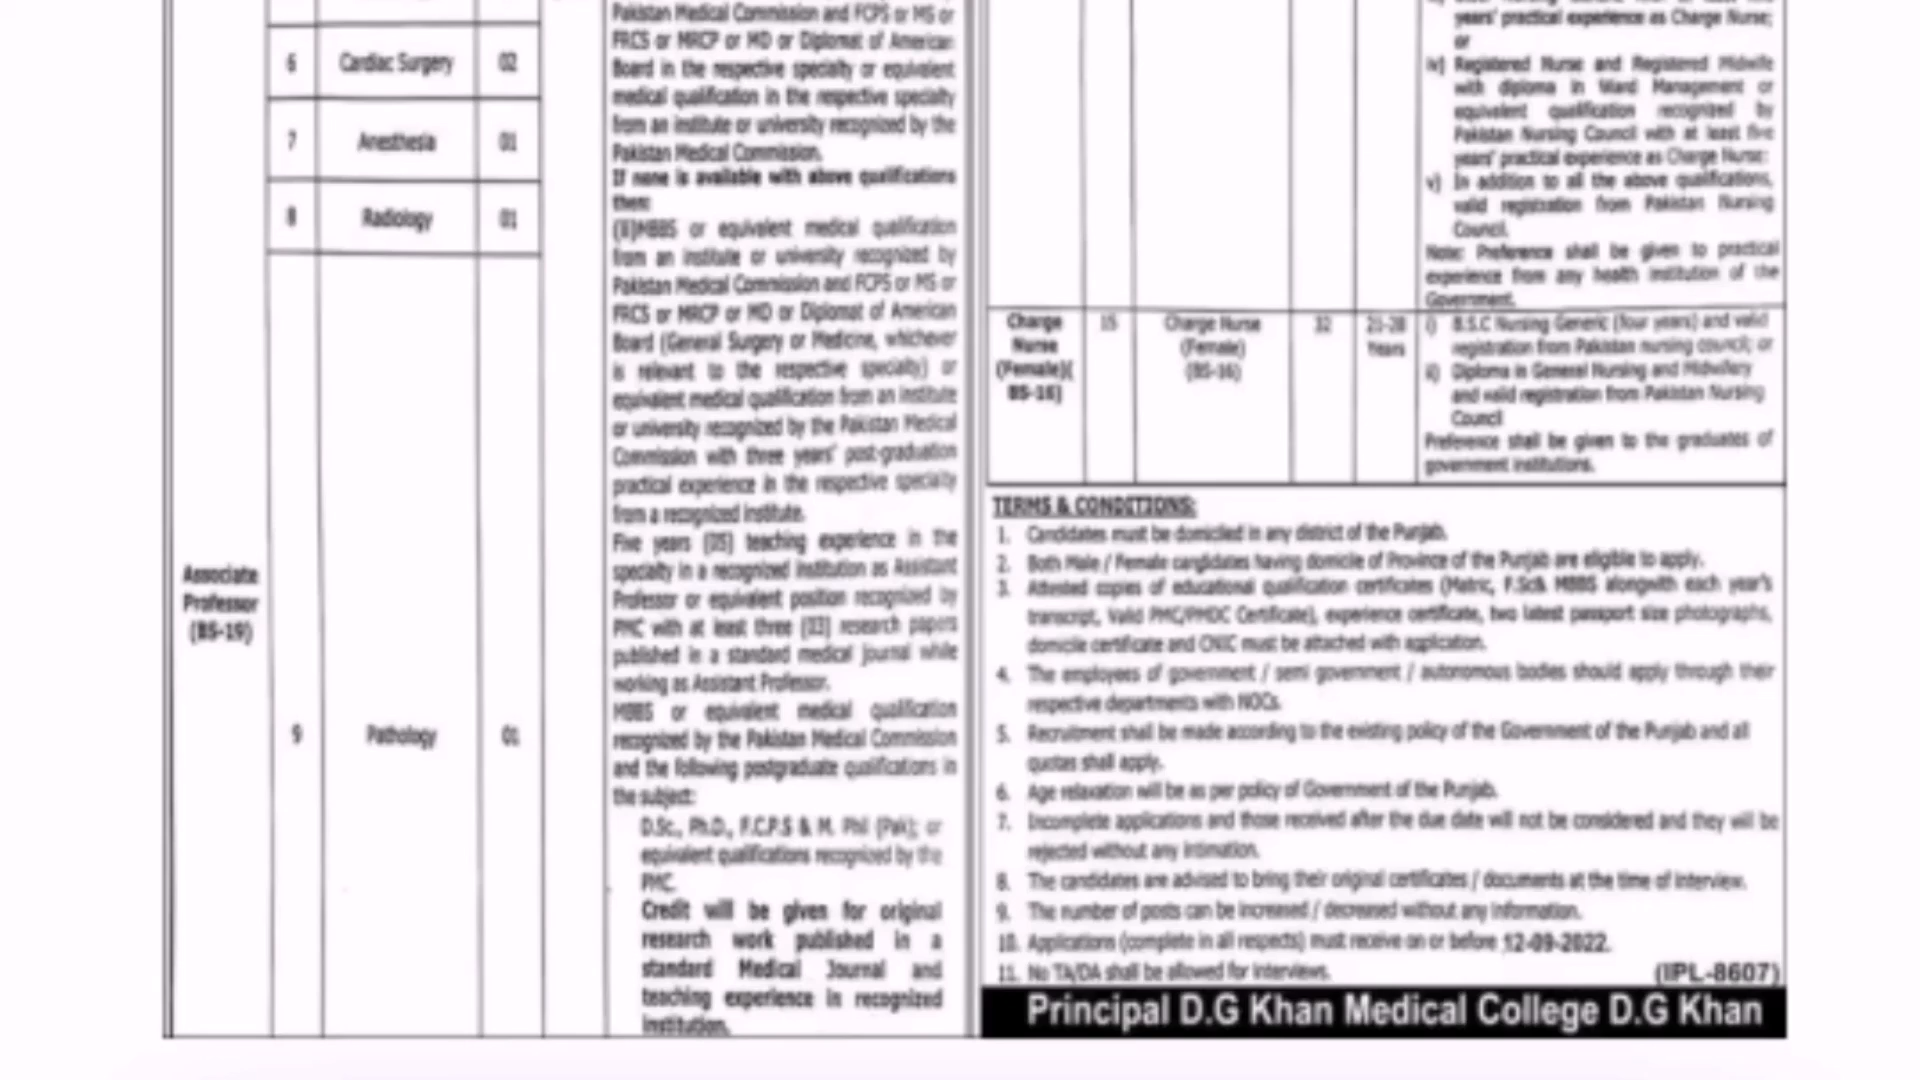 Associate
Professor
(BS-19)
6 Cardiac Surgery 02
7 Anesthesia 01
8 Radiology 01
9 Pathology 01
Pakistan Medical Commission and FCPS or MS or
FRCS or MRCP or MD or Diplomat of American
Board in the respective specialty or equivalent
medical qualification in the respective specialty
from an institute or university recognized by the
Pakistan Medical Commission.
If none is available with above qualifications
then:
(ii)MBBS or equivalent medical qualification
from an institute or university recognized by
Pakistan Medical Commission and FCPS or MS or
FRCS or MRCP or MD or Diplomat of American
Board (General Surgery or Medicine, whichever
is relevant to the respective specialty) or
equivalent medical qualification from an institute
or university recognized by the Pakistan Medical
Commission with three years' post-graduation
practical experience in the respective specialty
from a recognized institute.
Five years (05) teaching experience in the
specialty in a recognized institution as Assistant
Professor or equivalent position recognized by
PMC with at least three (03) research papers
published in a standard medical journal while
working as Assistant Professor.
MBBS or equivalent medical qualification
recognized by the Pakistan Medical Commission
and the following postgraduate qualifications in
the subject:
D.Sc., Ph.D., F.C.P.S & M. Phil (Pak); or
equivalent qualifications recognized by the
PMC.
Credit will be given for original
research work published in a
standard Medical Journal and
teaching experience in recognized
institution.
years' practical experience as Charge Nurse;
or
iv) Registered Nurse and Registered Midwife
with diploma in Ward Management or
equivalent qualification recognized by
Pakistan Nursing Council with at least five
years' practical experience as Charge Nurse:
v) In addition to all the above qualifications,
valid registration from Pakistan Nursing
Council.
Note: Preference shall be given to practical
experience from any health institution of the
Government.
Charge
Nurse
(Female)(
BS-16)
15
Charge Nurse
(Female)
(BS-16)
32
21-28
Years
i) B.S.C Nursing Generic (four years) and valid
registration from Pakistan nursing council; or
ii) Diploma in General Nursing and Midwifery
and valid registration from Pakistan Nursing
Council
Preference shall be given to the graduates of
government institutions.
TERMS & CONDITIONS:
1. Candidates must be domiciled in any district of the Punjab.
2. Both Male / Female candidates having domicile of Province of the Punjab are eligible to apply.
3. Attested copies of educational qualification certificates (Matric, F.Sc& MBBS alongwith each year's
transcript, Valid PMC/PMDC Certificate), experience certificate, two latest passport size photographs,
domicile certificate and CNIC must be attached with application.
4. The employees of government / semi government / autonomous bodies should apply through their
respective departments with NOCs.
5. Recruitment shall be made according to the existing policy of the Government of the Punjab and all
quotas shall apply.
6. Age relaxation will be as per policy of Government of the Punjab.
7. Incomplete applications and those received after the due date will not be considered and they will be
rejected without any intimation.
8. The candidates are advised to bring their original certificates / documents at the time of interview.
9. The number of posts can be increased / decreased without any information.
10. Applications (complete in all respects) must receive on or before 12-09-2022.
11. No TA/DA shall be allowed for interviews.
(IPL-8607)
Principal D.G Khan Medical College D.G Khan